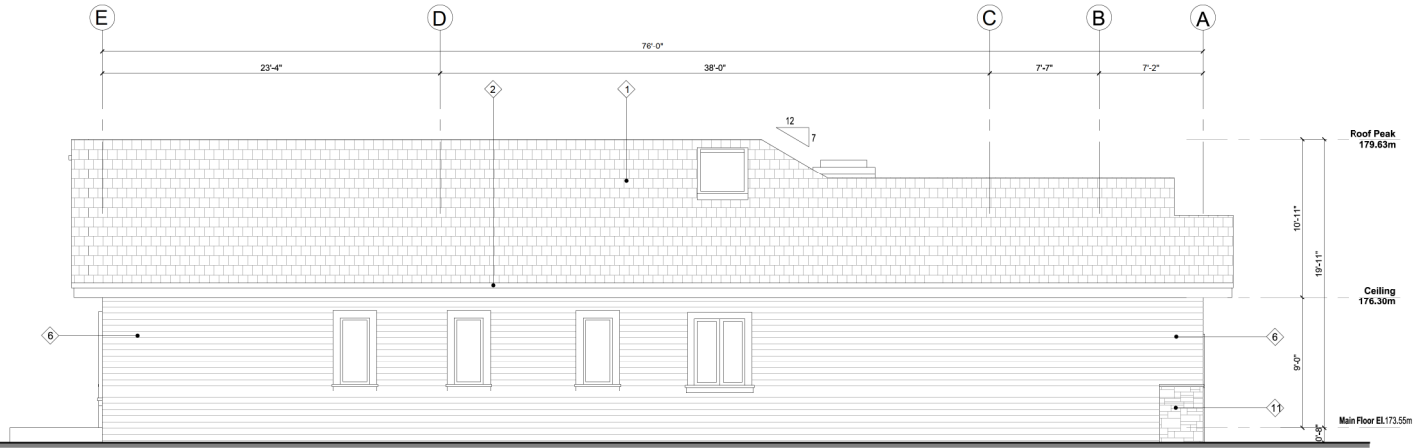 E D C B A
76'-0"
23'-4" 38'-0" 7'-7" 7'-2"
2 1
12
7
Roof Peak
179.63m
10'-11"
19'-11"
Ceiling
176.30m
6 6
9'-0"
11
Main Floor El.173.55m
0'-8"